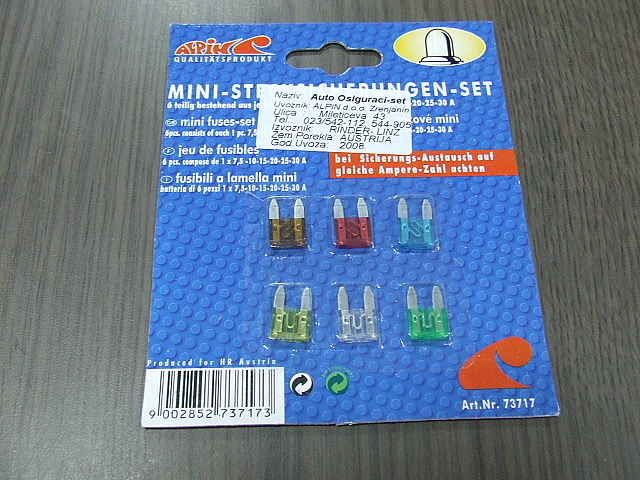 ALPIN
QUALITÄTSPRODUKT
MINI-STE UNGEN-SET
6 teilig bestehend aus je -20-25-30 A
Naziv: Auto Osiguraci-set
Uvoznik: ALPIN d.o.o. Zrenjanin
Ulica Mileticeva 43
Tel.: 023/542-112, 544-905
Izvoznik: RINDER- LINZ
Zem.Porekla AUSTRIJA
God.Uvoza: 2008.
mini fuses-set
6pcs. consists of each 1 pc. 7,5
ové mini
-20-25-30 A
jeu de fusibles
6 pcs. compose de 1 x 7,5 -10-15-20-25-30 A
fusibili a lamella mini
batteria di 6 pezzi 1 x 7,5-10-15-20-25-30 A
bei Sicherungs-Austausch auf
gleiche Ampere-Zahl achten
Produced for HR Austria
9 002852 737173
Art.Nr. 73717